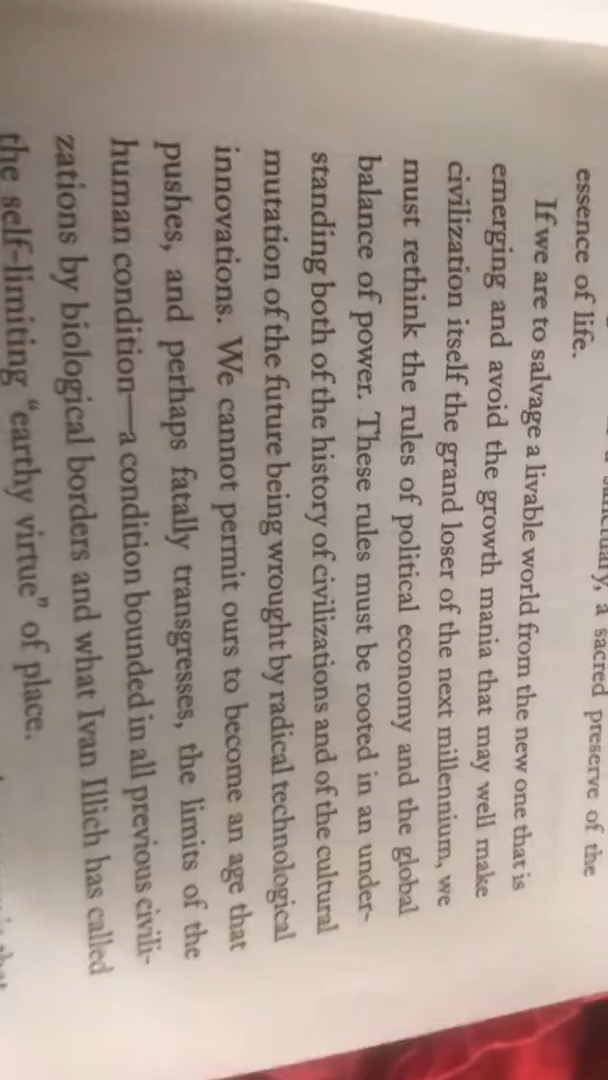 sanctuary, a sacred preserve of the
essence of life.
If we are to salvage a livable world from the new one that is
emerging and avoid the growth mania that may well make
civilization itself the grand loser of the next millennium, we
must rethink the rules of political economy and the global
balance of power. These rules must be rooted in an under-
standing both of the history of civilizations and of the cultural
mutation of the future being wrought by radical technological
innovations. We cannot permit ours to become an age that
pushes, and perhaps fatally transgresses, the limits of the
human condition—a condition bounded in all previous civili-
zations by biological borders and what Ivan Illich has called
the self-limiting “earthy virtue” of place.